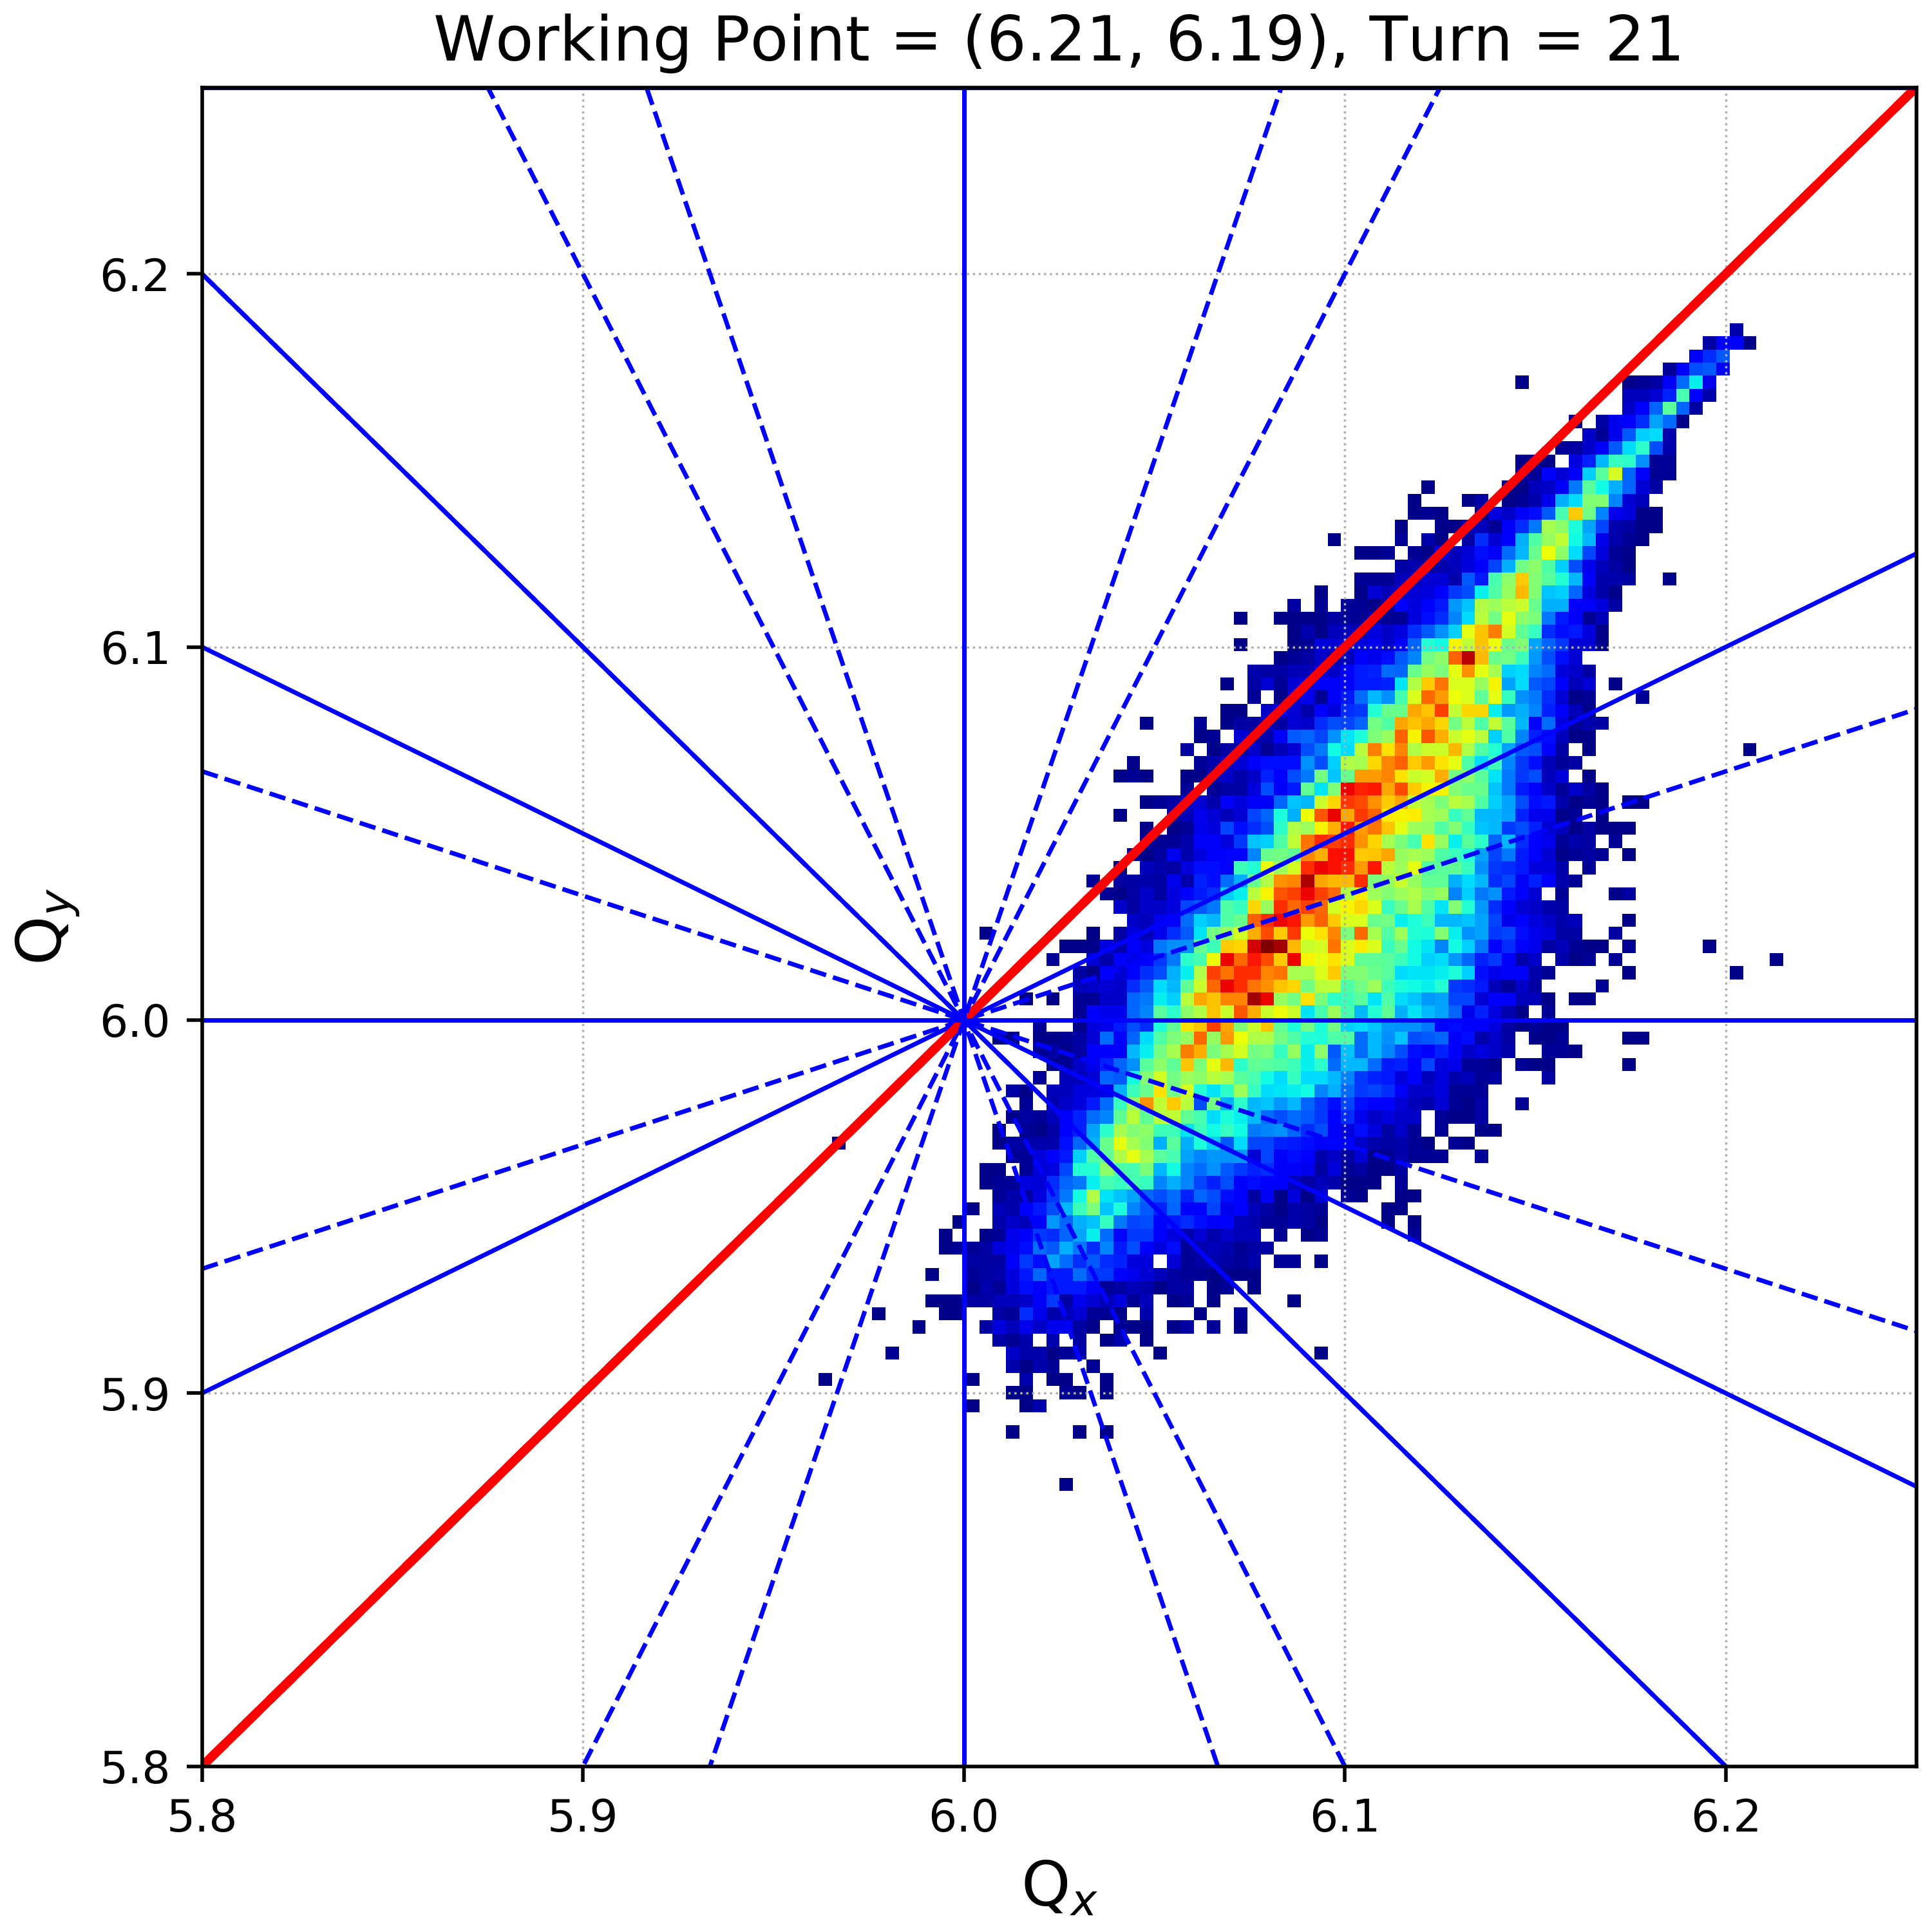 Working Point = (6.21, 6.19), Turn = 21
6.2
6.1
6.0
5.9
5.8
Qy
5.8 5.9 6.0 6.1 6.2
Qx